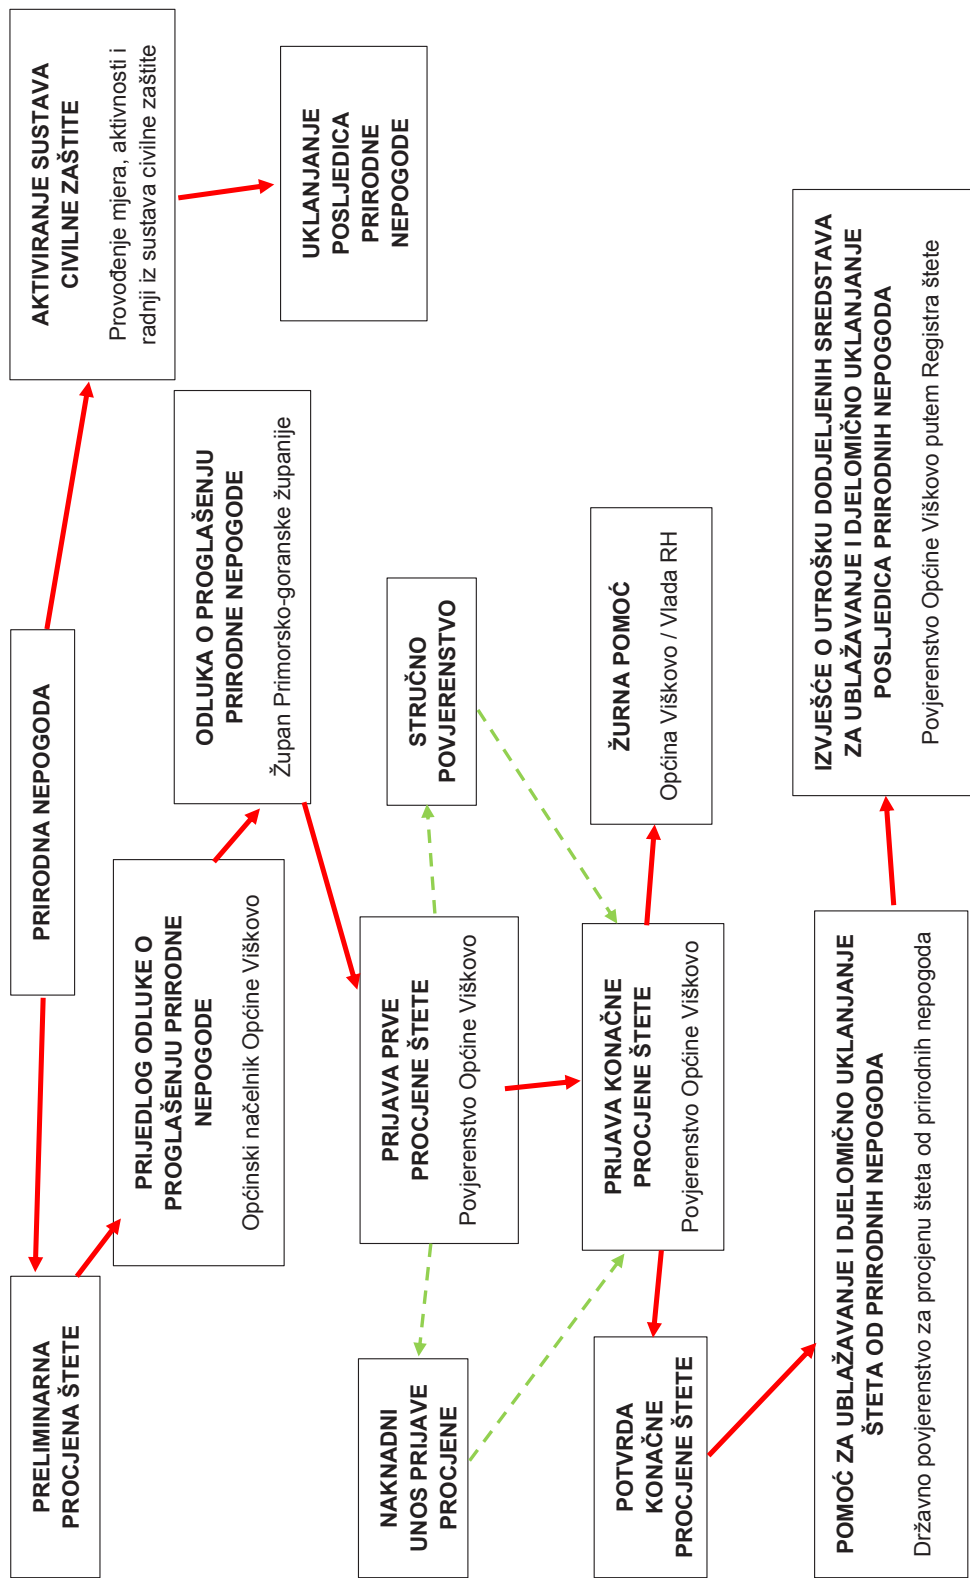 PRIRODNA NEPOGODA
AKTIVIRANJE SUSTAVA
CIVILNE ZAŠTITE
Provođenje mjera, aktivnosti i
radnji iz sustava civilne zaštite
PRELIMINARNA
PROCJENA ŠTETE
PRIJEDLOG ODLUKE O
PROGLAŠENJU PRIRODNE
NEPOGODE
Općinski načelnik Općine Viškovo
ODLUKA O PROGLAŠENJU
PRIRODNE NEPOGODE
Župan Primorsko-goranske županije
UKLANJANJE
POSLJEDICA
PRIRODNE
NEPOGODE
NAKNADNI
UNOS PRIJAVE
PROCJENE
PRIJAVA PRVE
PROCJENE ŠTETE
Povjerenstvo Općine Viškovo
STRUČNO
POVJERENSTVO
POTVRDA
KONAČNE
PROCJENE ŠTETE
PRIJAVA KONAČNE
PROCJENE ŠTETE
Povjerenstvo Općine Viškovo
ŽURNA POMOĆ
Općina Viškovo / Vlada RH
POMOĆ ZA UBLAŽAVANJE I DJELOMIČNO UKLANJANJE
ŠTETA OD PRIRODNIH NEPOGODA
Državno povjerenstvo za procjenu šteta od prirodnih nepogoda
IZVJEŠĆE O UTROŠKU DODJELJENIH SREDSTAVA
ZA UBLAŽAVANJE I DJELOMIČNO UKLANJANJE
POSLJEDICA PRIRODNIH NEPOGODA
Povjerenstvo Općine Viškovo putem Registra štete